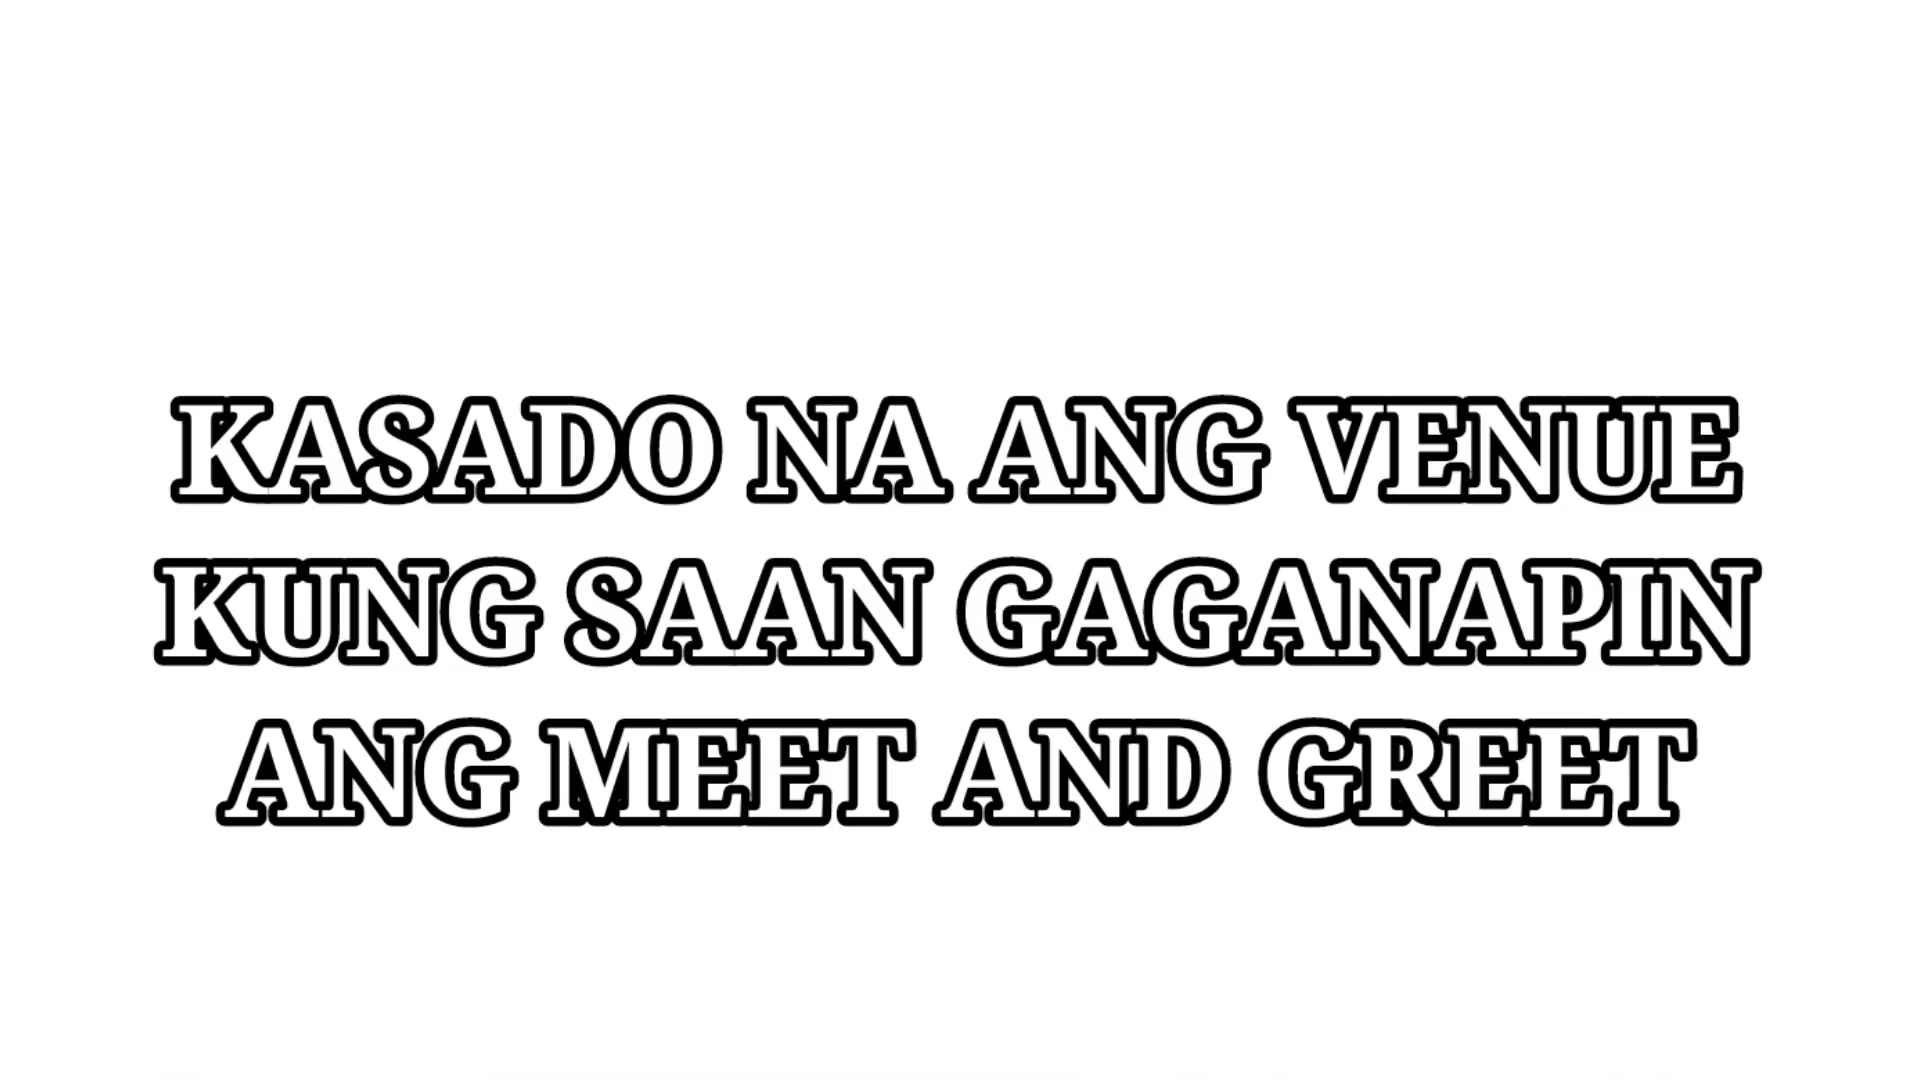 KASADO NA ANG VENUE
KUNG SAAN GAGANAPIN
ANG MEET AND GREET